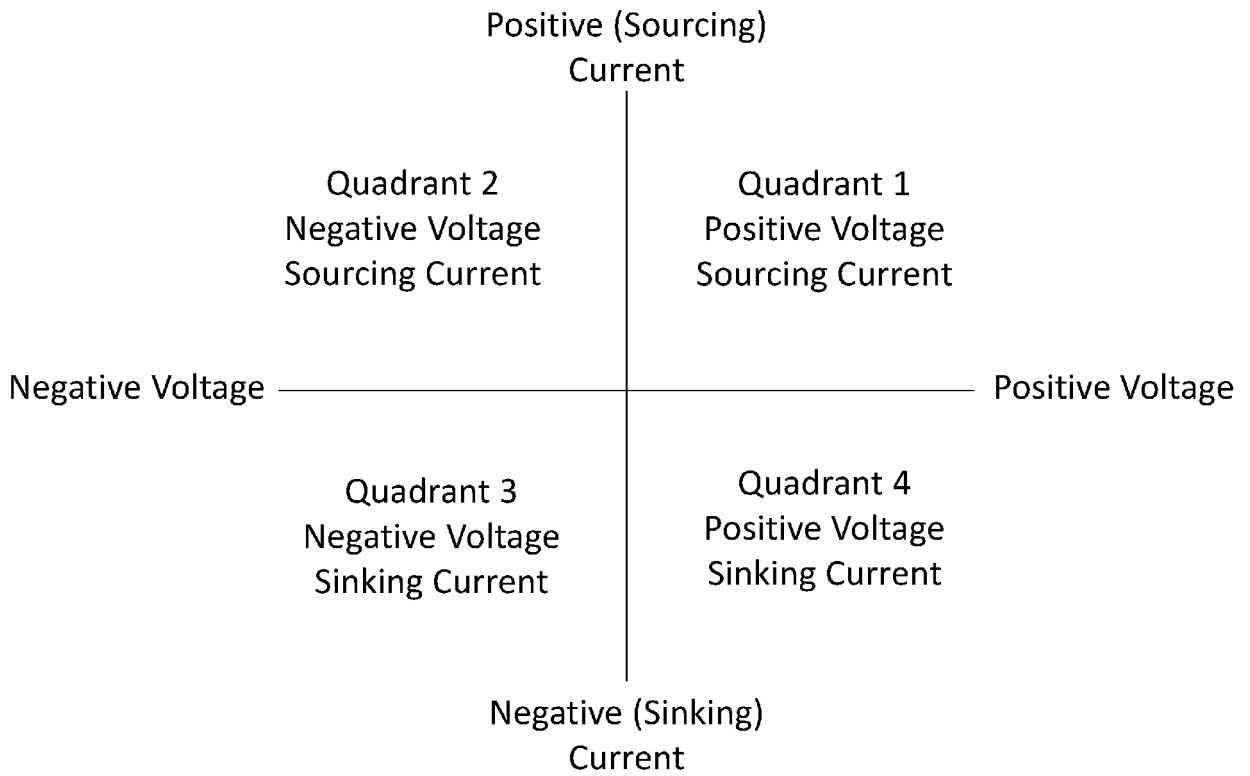 Positive (Sourcing)
Current
Quadrant 2
Negative Voltage
Sourcing Current
Quadrant 1
Positive Voltage
Sourcing Current
Negative Voltage
Positive Voltage
Quadrant 3
Negative Voltage
Sinking Current
Quadrant 4
Positive Voltage
Sinking Current
Negative (Sinking)
Current